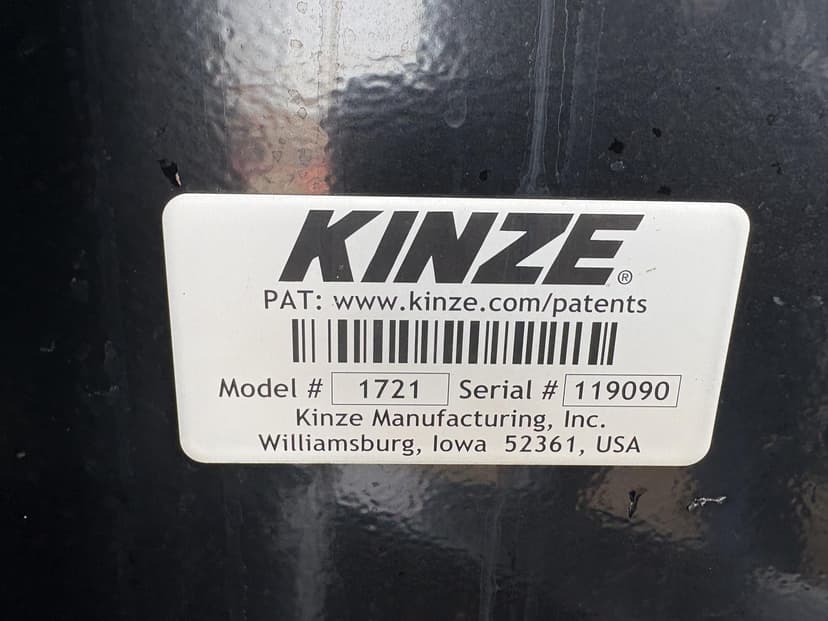 KINZE®
PAT: www.kinze.com/patents
Model # 1721 Serial # 119090
Kinze Manufacturing, Inc.
Williamsburg, Iowa 52361, USA